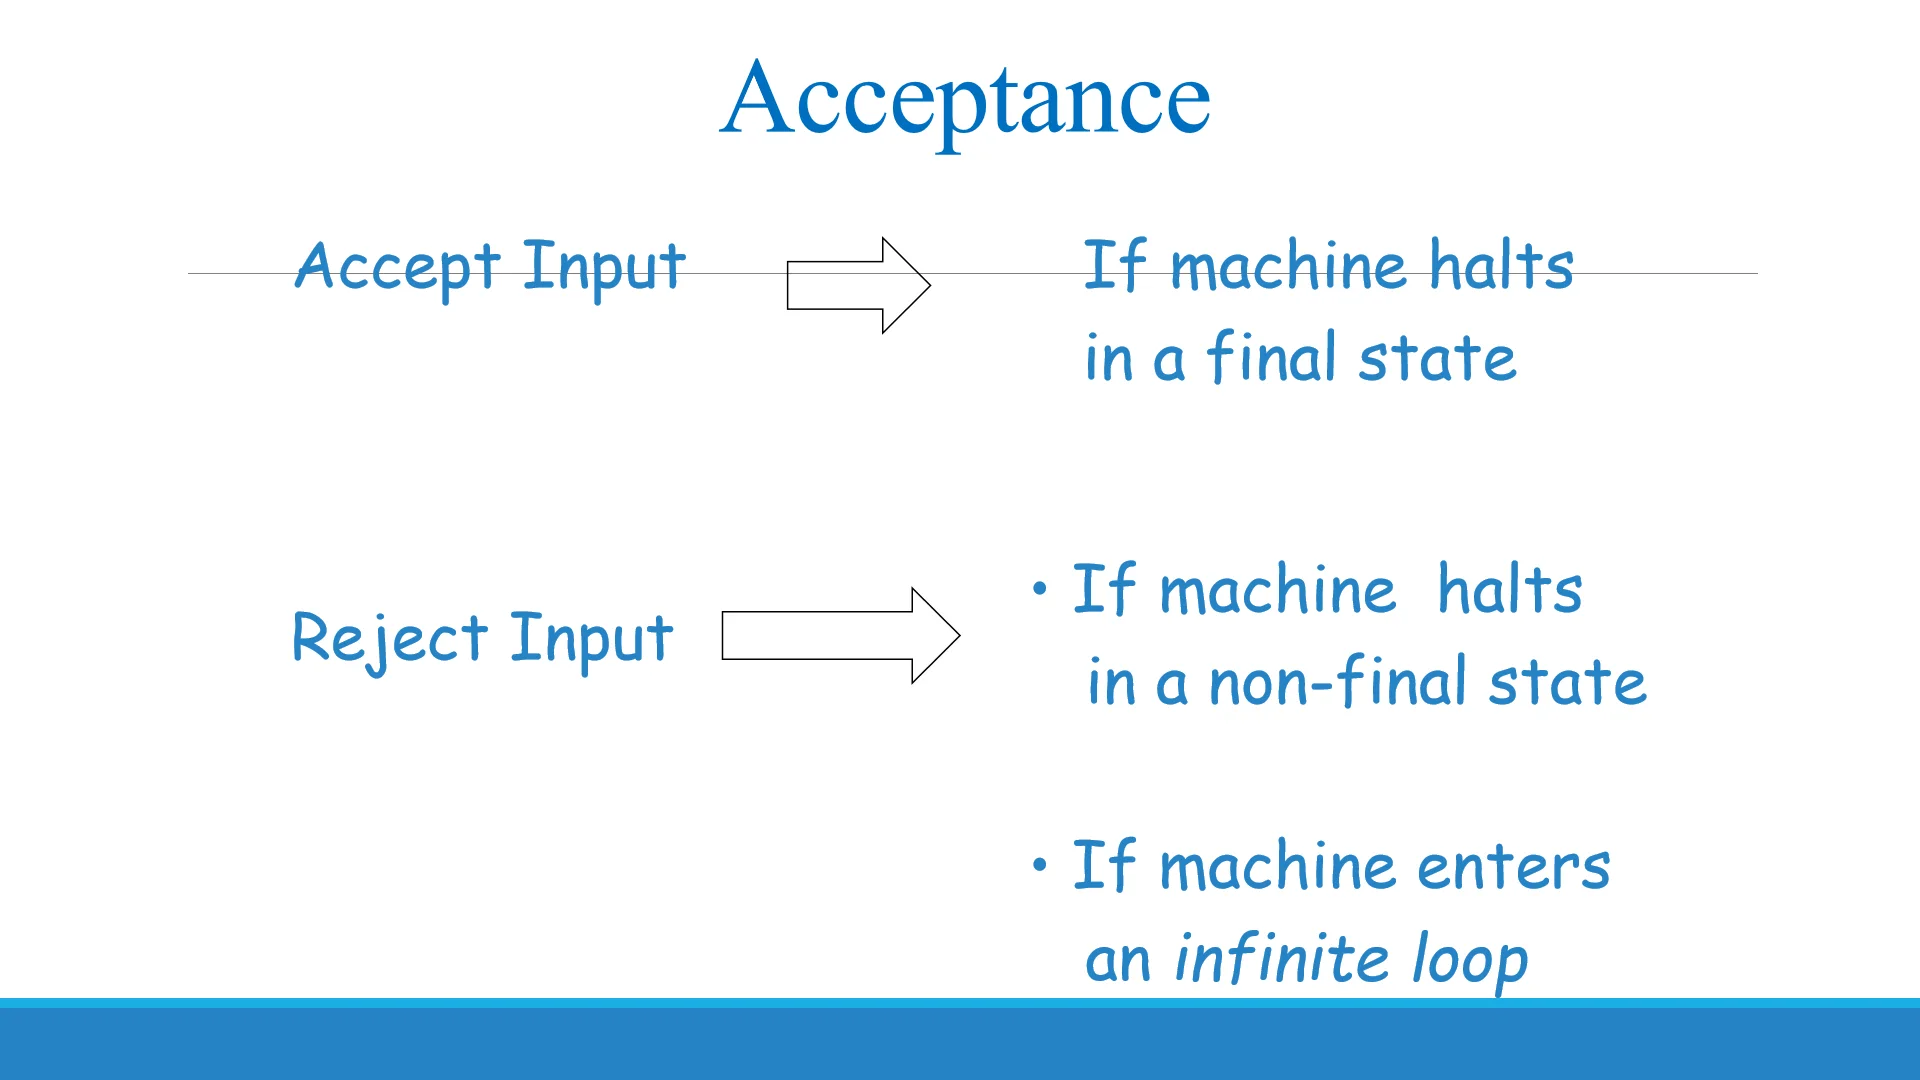 Acceptance
Accept Input
If machine halts
in a final state
Reject Input
• If machine halts
in a non-final state
• If machine enters
an infinite loop